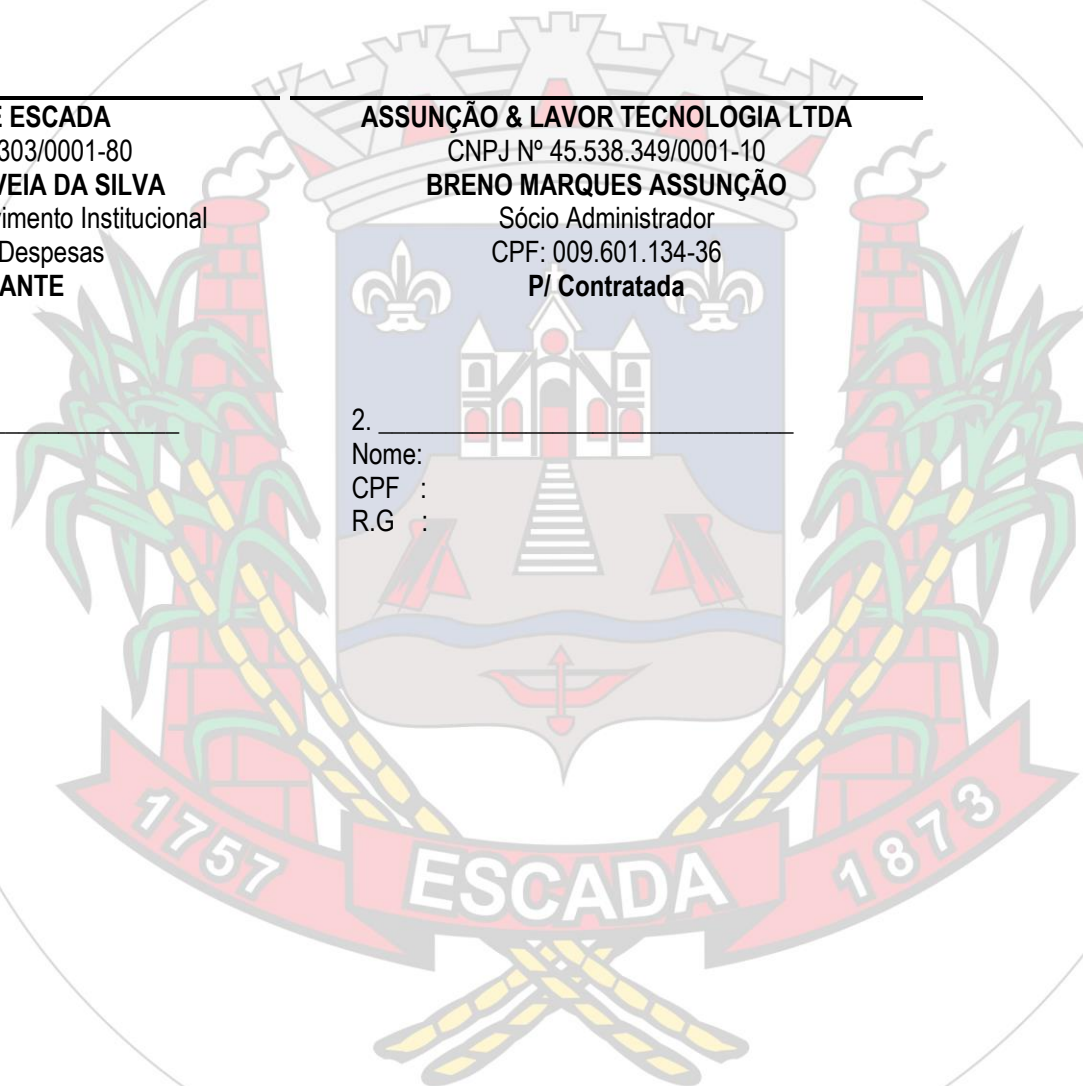 ESCADA
303/0001-80
VEIA DA SILVA
vimento Institucional
Despesas
ANTE
ASSUNÇÃO & LAVOR TECNOLOGIA LTDA
CNPJ Nº 45.538.349/0001-10
BRENO MARQUES ASSUNÇÃO
Sócio Administrador
CPF: 009.601.134-36
P/ Contratada
2. ______________________________
Nome:
CPF :
R.G :
1757
ESCADA
1873